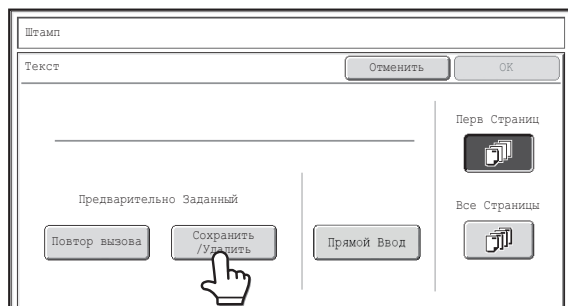 Штамп
Текст
Отменить
OK
Перв Страниц
Предварительно Заданный
Все Страницы
Повтор вызова
Сохранить
/Удалить
Прямой Ввод